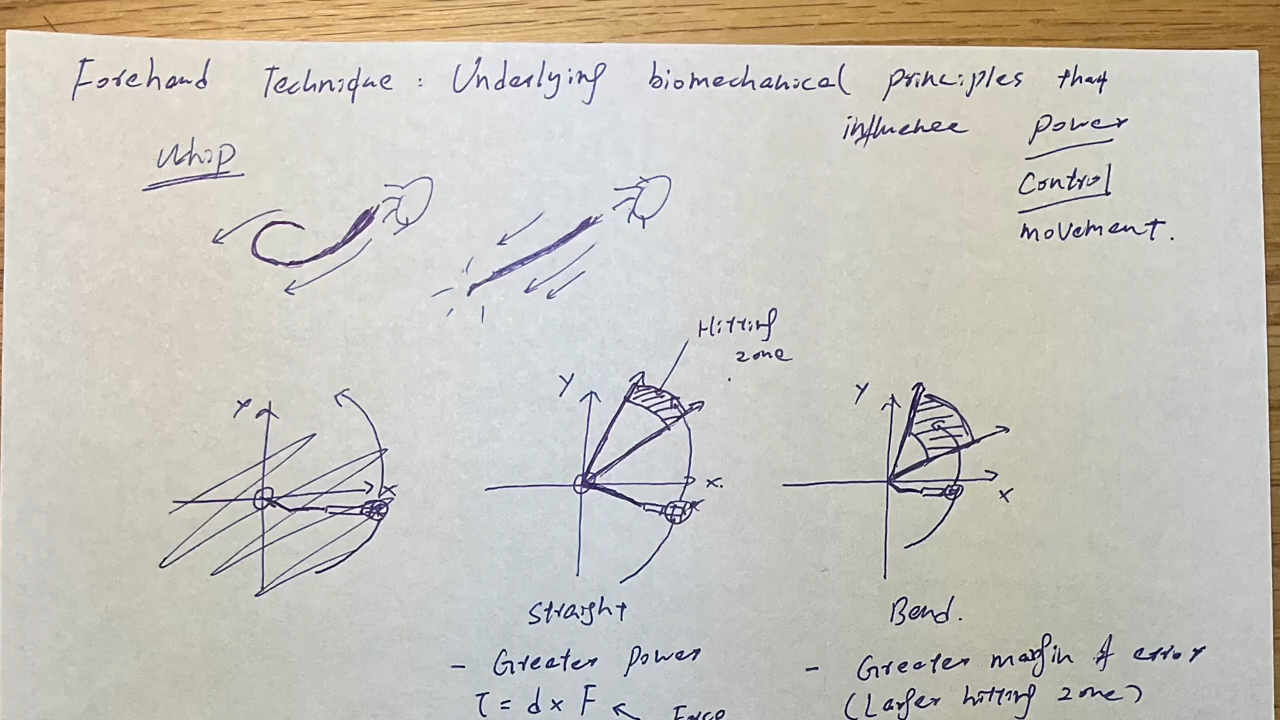 Forehand Technique : Underlying biomechanical principles that
influence Power
Control
movement.
Whip
Hitting
zone
Y
X
Y
X.
Y
X
Straight
Bend.
- Greater power
τ = d x F ← Force
- Greater margin of error
(Larger hitting zone)